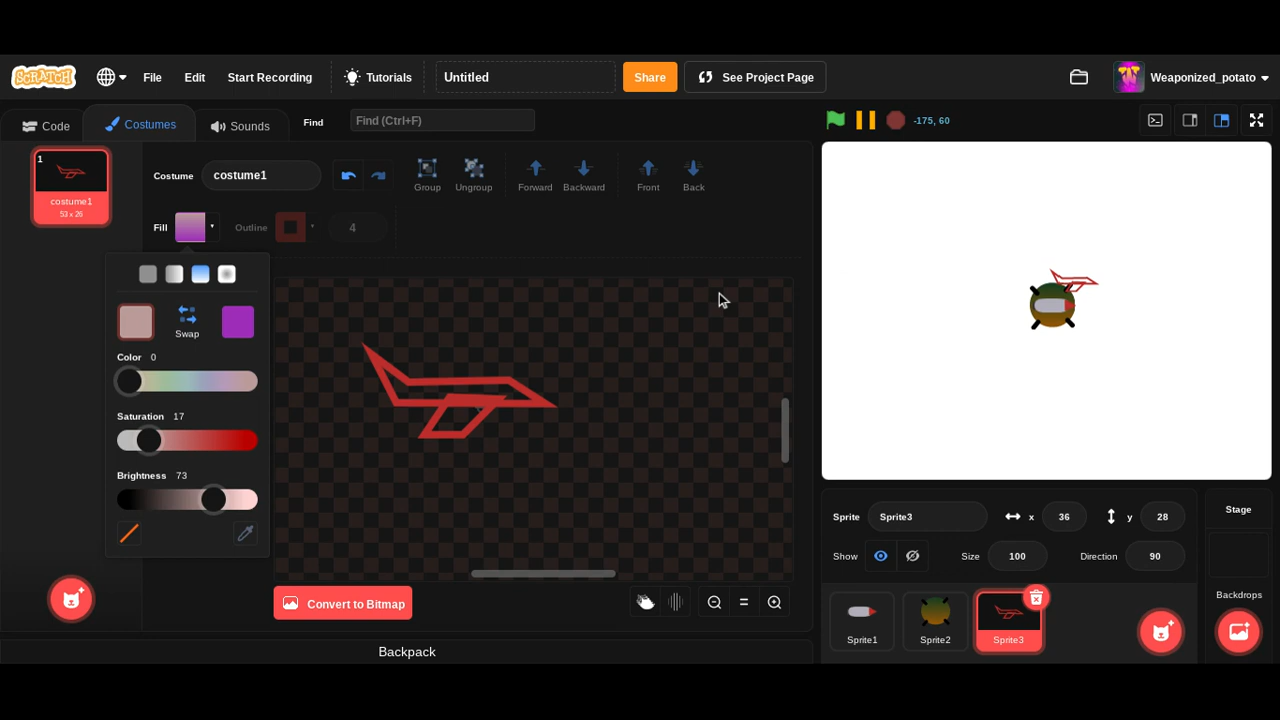 SCRATCH File Edit Start Recording Tutorials Untitled Share See Project Page Weaponized_potato
Code Costumes Sounds Find Find (Ctrl+F) -175, 60
1
costume1
53 x 26
Costume costume1 Group Ungroup Forward Backward Front Back
Fill Outline 4
Swap
Color 0
Saturation 17
Brightness 73
Convert to Bitmap
Backpack
Sprite Sprite3 x 36 y 28
Show Size 100 Direction 90
Sprite1 Sprite2 Sprite3
Stage
Backdrops